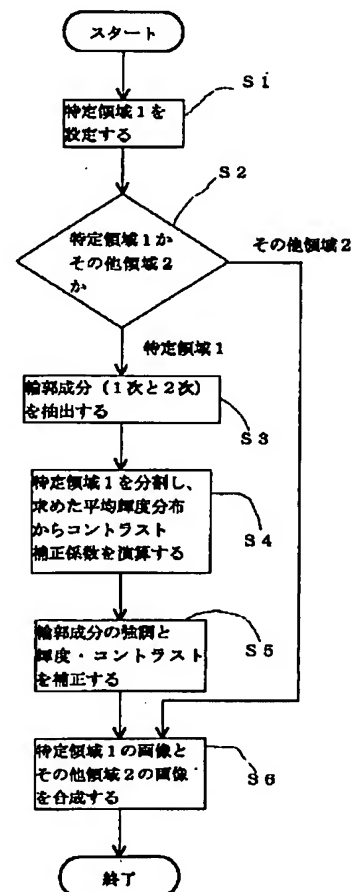 スタート
S1
特定領域1を
設定する
S2
特定領域1か
その他領域2
か
その他領域2
特定領域1
輪郭成分(1次と2次)
を抽出する
S3
特定領域1を分割し、
求めた平均輝度分布
からコントラスト
補正係数を演算する
S4
輪郭成分の強調と
輝度・コントラスト
を補正する
S5
特定領域1の画像と
その他領域2の画像
を合成する
S6
終了